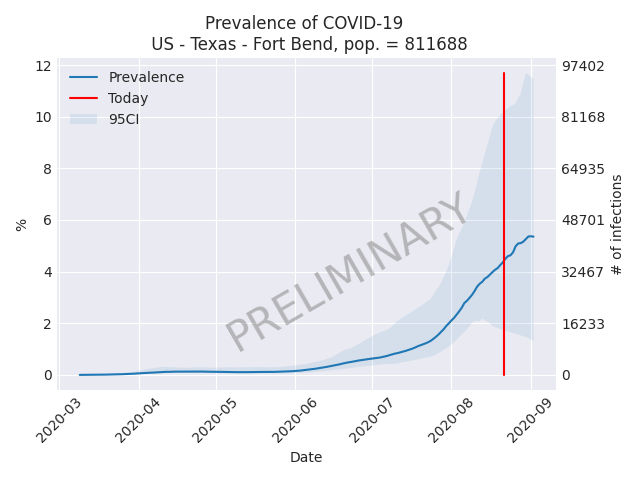 Prevalence of COVID-19
US - Texas - Fort Bend, pop. = 811688
12
10
8
6
4
2
0
%
97402
81168
64935
48701
32467
16233
0
# of infections
Prevalence
Today
95CI
PRELIMINARY
2020-03
2020-04
2020-05
2020-06
2020-07
2020-08
2020-09
Date